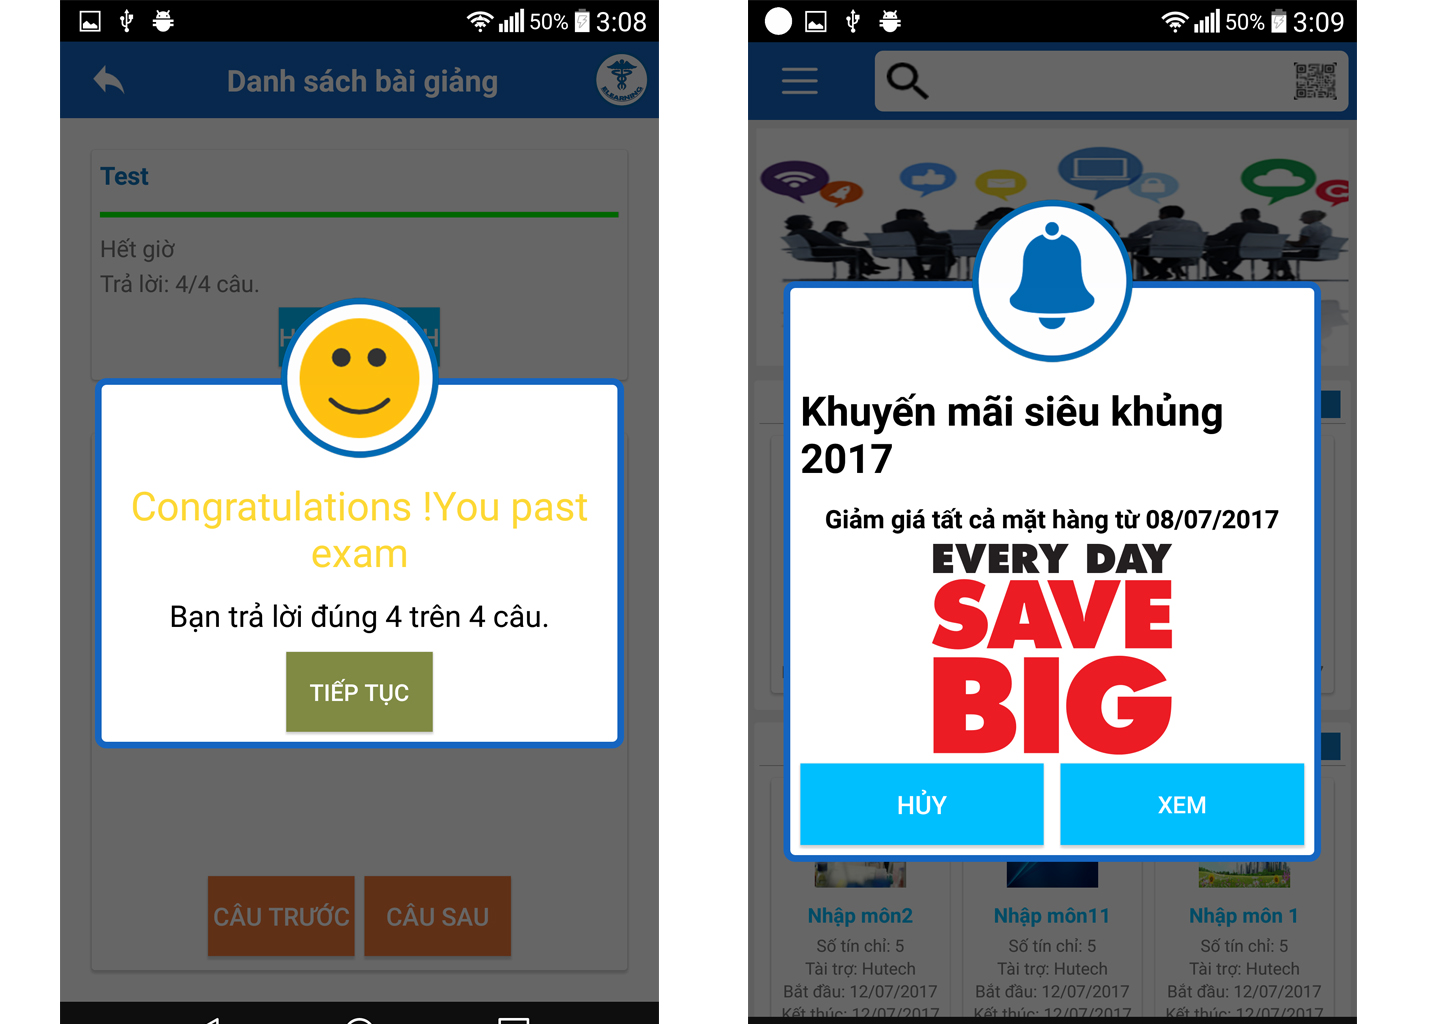 50% 3:08
Danh sách bài giảng
ELEARNING
Test
Hết giờ
Trả lời: 4/4 câu.
Congratulations !You past
exam
Bạn trả lời đúng 4 trên 4 câu.
TIẾP TỤC
CÂU TRƯỚC CÂU SAU
50% 3:09
Khuyến mãi siêu khủng
2017
Giảm giá tất cả mặt hàng từ 08/07/2017
EVERY DAY
SAVE
BIG
HỦY XEM
Nhập môn2 Nhập môn11 Nhập môn 1
Số tín chỉ: 5 Số tín chỉ: 5 Số tín chỉ: 5
Tài trợ: Hutech Tài trợ: Hutech Tài trợ: Hutech
Bắt đầu: 12/07/2017 Bắt đầu: 12/07/2017 Bắt đầu: 12/07/2017
Kết thúc: 12/07/2017 Kết thúc: 12/07/2017 Kết thúc: 12/07/2017